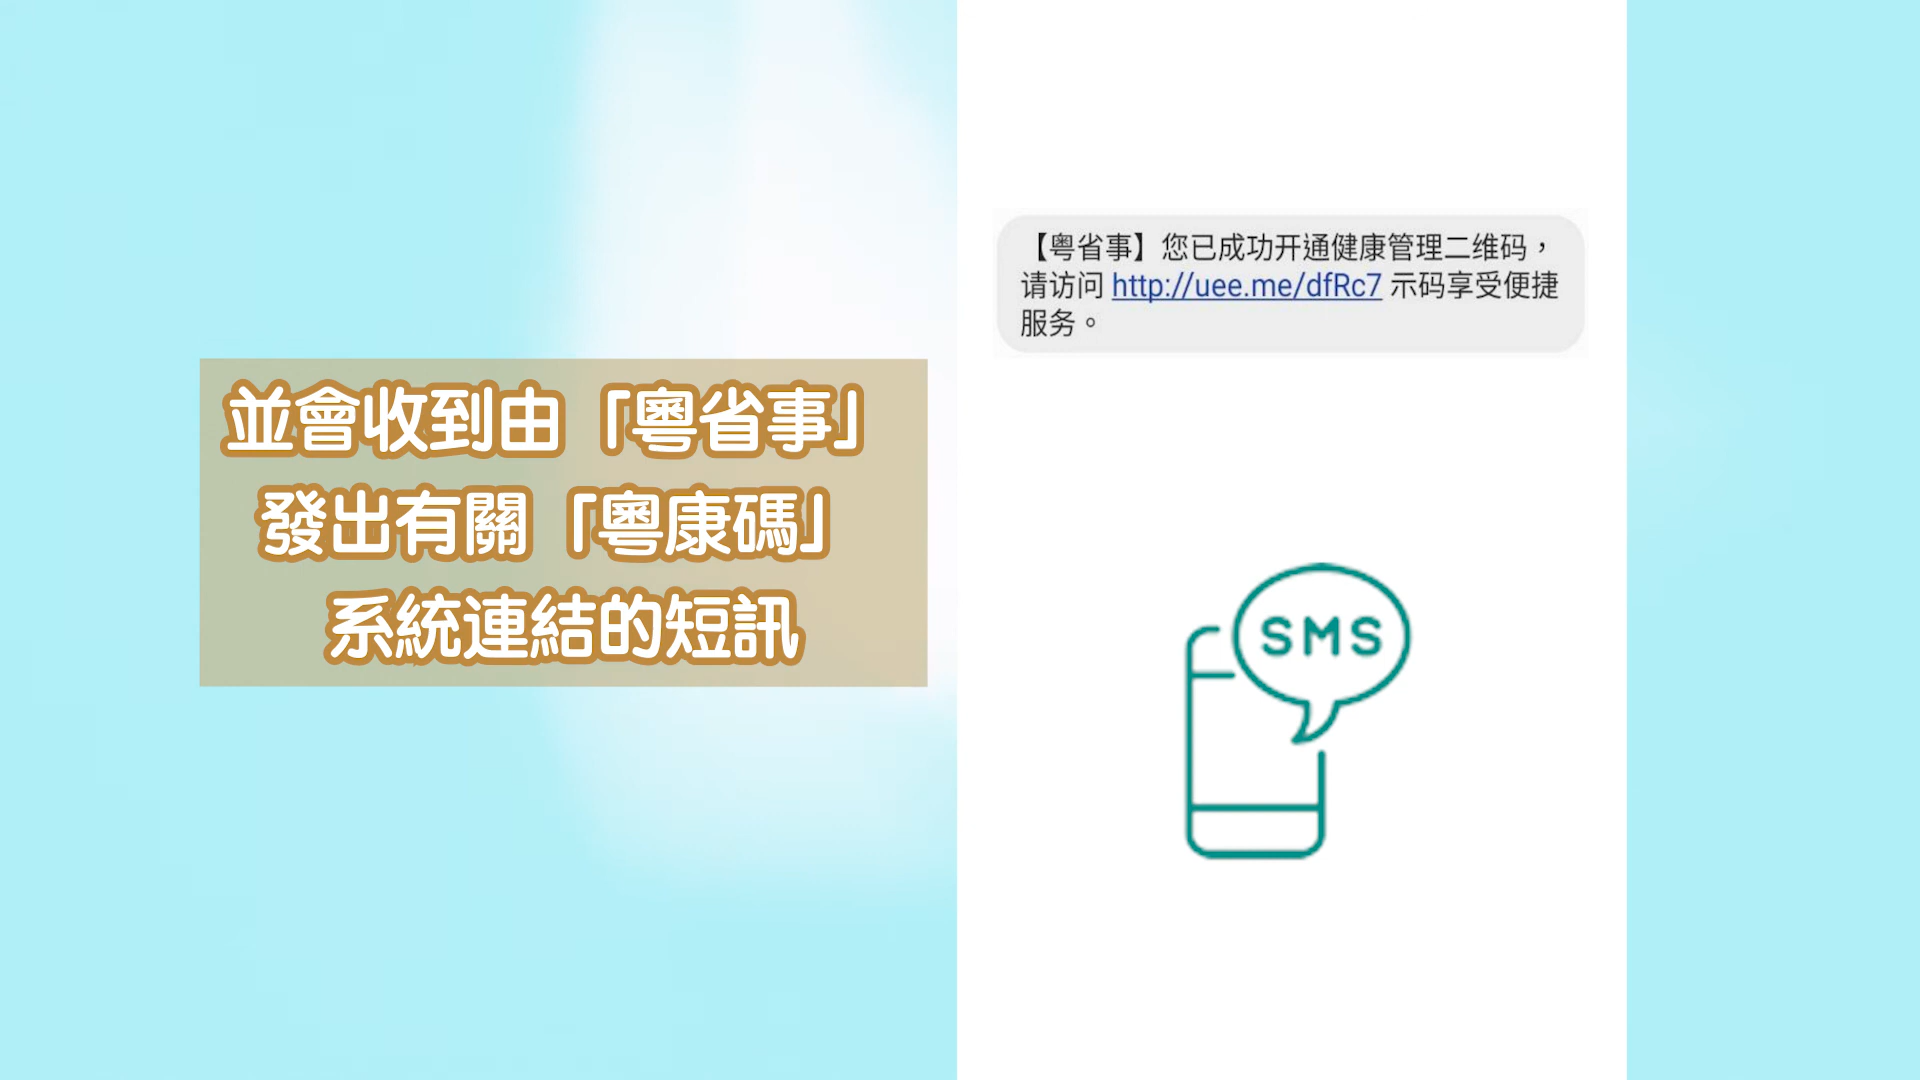 並會收到由「粵省事」
發出有關「粵康碼」
系統連結的短訊
【粤省事】您已成功开通健康管理二维码，
请访问 http://uee.me/dfRc7 示码享受便捷
服务。
SMS